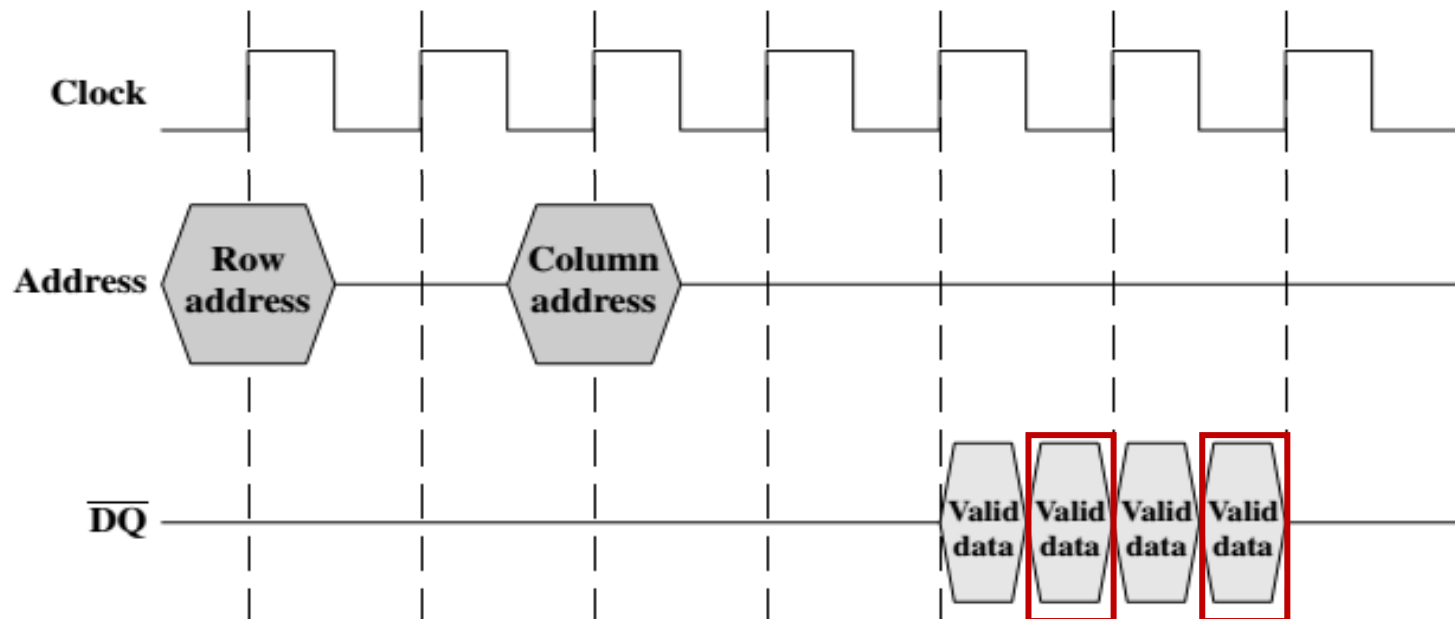 Clock
Row
address
Column
address
Address
Valid
data
Valid
data
Valid
data
Valid
data
DQ